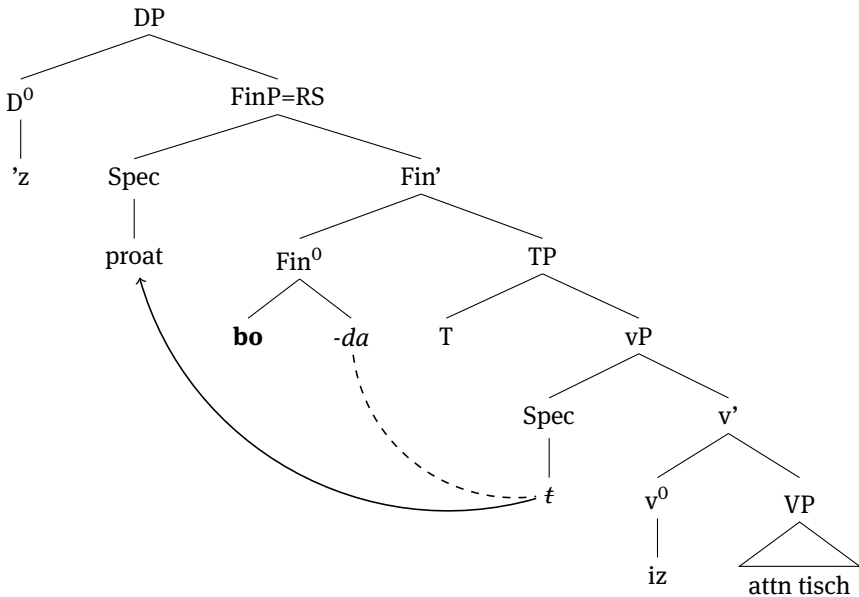 DP
D⁰ FinP=RS
'z Spec Fin'
proat Fin⁰ TP
bo -da T vP
Spec v'
t v⁰ VP
iz attn tisch